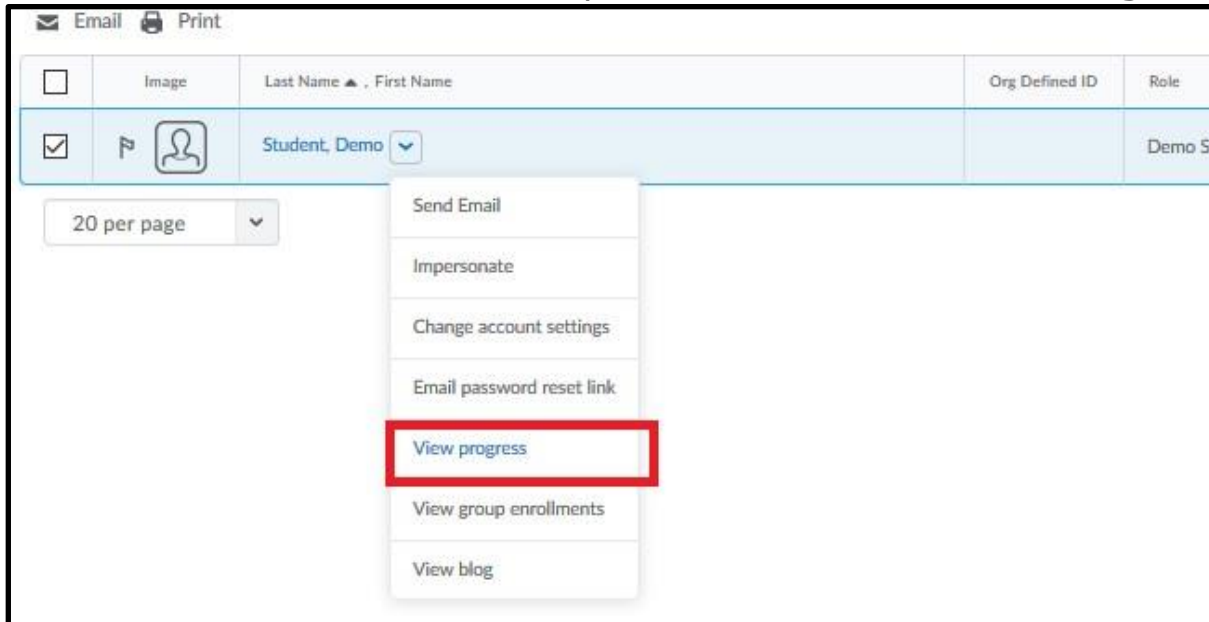 Email Print
Image Last Name ▲ , First Name Org Defined ID Role
Student, Demo Demo S
20 per page
Send Email
Impersonate
Change account settings
Email password reset link
View progress
View group enrollments
View blog